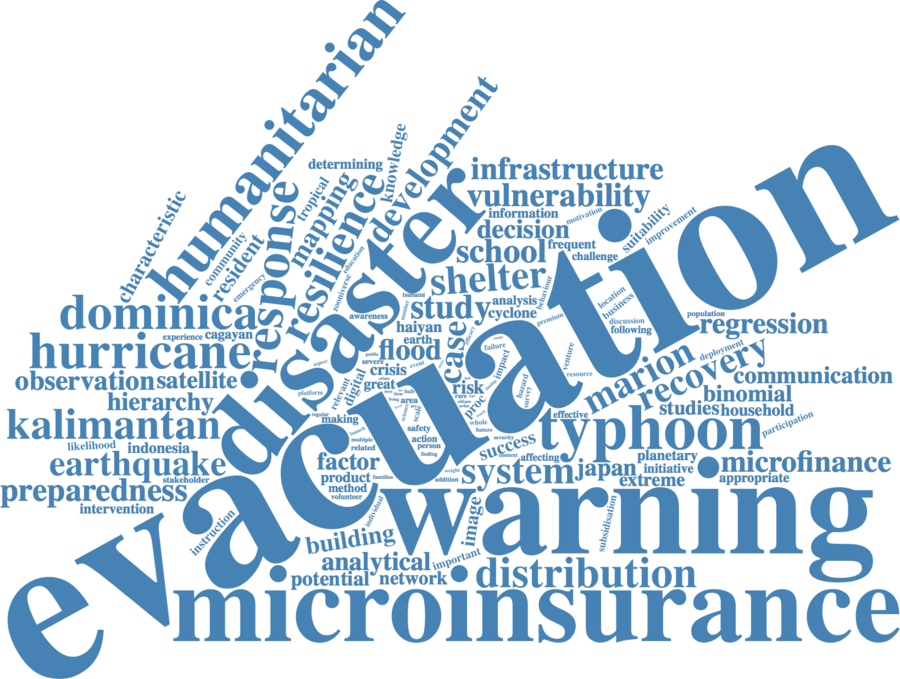 humanitarian
development
characteristic
knowledge
determining
tropical
mapping
community
resident
emergency
response
resilience
disaster
infrastructure
vulnerability
information
motivation
decision
suitability
improvement
school
frequent
challenge
shelter
education
zooniverse
tsunami
awareness
dominica
experience
cagayan
study
analysis
cyclone
behaviour
haiyan
earth
location
business
discussion
following
population
regression
premium
hurricane
flood
case
failure
impact
public
severe
event
crisis
great
digital
relevant
platform
risk
rare
hazard
survey
venture
resource
marion
deployment
recovery
communication
observation
satellite
hierarchy
binomial
studies
household
participation
kalimantan
likelihood
indonesia
making
multiple
related
area
scale
safety
action
person
finding
whole
feature
severity
context
success
affecting
effective
typhoon
evacuation
earthquake
stakeholder
factor
product
families
method
volunteer
individual
weight
addition
system
japan
planetary
initiative
extreme
microfinance
appropriate
preparedness
intervention
instruction
building
image
warning
subsidisation
analytical
important
potential
network
distribution
microinsurance